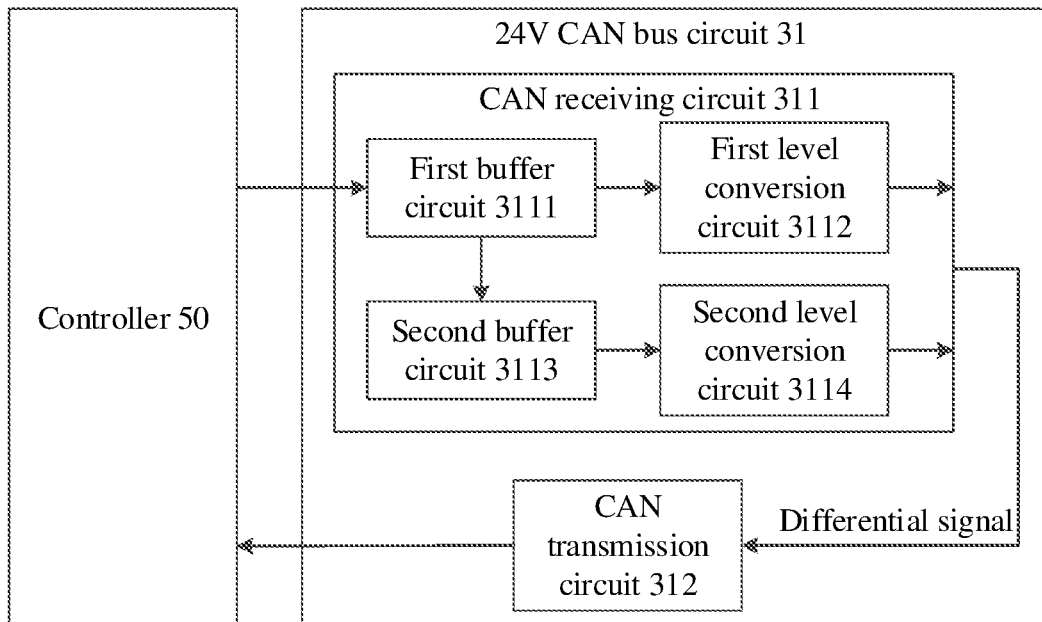 24V CAN bus circuit 31
CAN receiving circuit 311
First buffer
circuit 3111
First level
conversion
circuit 3112
Controller 50
Second buffer
circuit 3113
Second level
conversion
circuit 3114
CAN
transmission
circuit 312
Differential signal